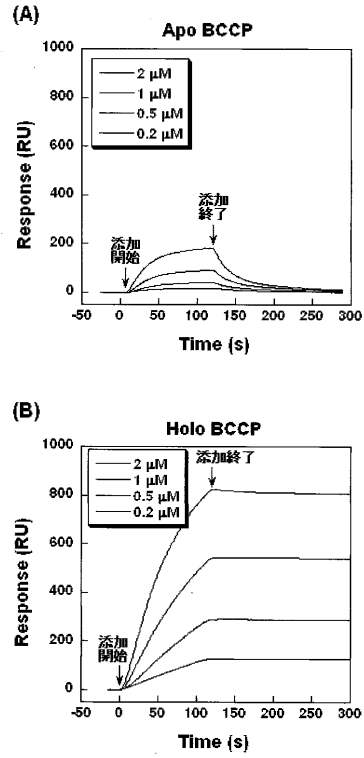 (A)
Apo BCCP
1000
800
600
400
200
0
Response (RU)
2 μM
1 μM
0.5 μM
0.2 μM
添加
開始
添加
終了
-50
0
50
100
150
200
250
300
Time (s)
(B)
Holo BCCP
1000
800
600
400
200
0
Response (RU)
2 μM
1 μM
0.5 μM
0.2 μM
添加終了
添加
開始
-50
0
50
100
150
200
250
300
Time (s)